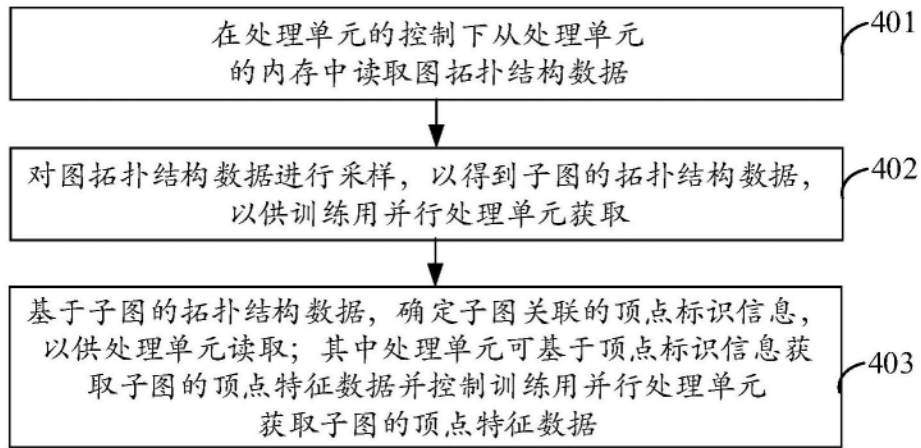 在处理单元的控制下从处理单元
的内存中读取图拓扑结构数据
401
对图拓扑结构数据进行采样，以得到子图的拓扑结构数据，
以供训练用并行处理单元获取
402
基于子图的拓扑结构数据，确定子图关联的顶点标识信息，
以供处理单元读取；其中处理单元可基于顶点标识信息获
取子图的顶点特征数据并控制训练用并行处理单元
获取子图的顶点特征数据
403